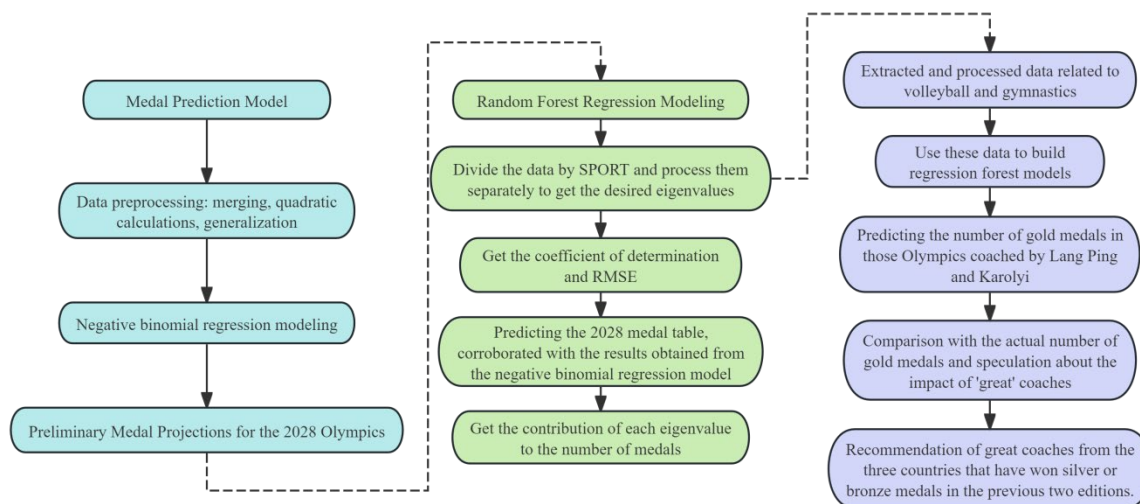 Medal Prediction Model
Data preprocessing: merging, quadratic
calculations, generalization
Negative binomial regression modeling
Preliminary Medal Projections for the 2028 Olympics
Random Forest Regression Modeling
Divide the data by SPORT and process them
separately to get the desired eigenvalues
Get the coefficient of determination
and RMSE
Predicting the 2028 medal table,
corroborated with the results obtained from
the negative binomial regression model
Get the contribution of each eigenvalue
to the number of medals
Extracted and processed data related to
volleyball and gymnastics
Use these data to build
regression forest models
Predicting the number of gold medals in
those Olympics coached by Lang Ping
and Karolyi
Comparison with the actual number of
gold medals and speculation about the
impact of 'great' coaches
Recommendation of great coaches from the
three countries that have won silver or
bronze medals in the previous two editions.